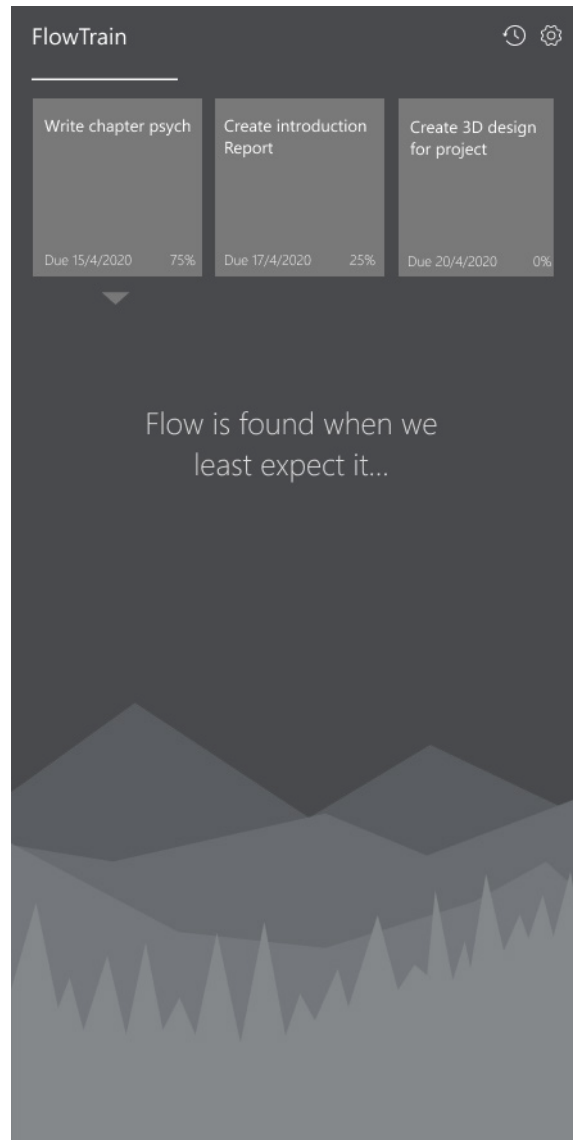 FlowTrain
Write chapter psych
Due 15/4/2020 75%
Create introduction
Report
Due 17/4/2020 25%
Create 3D design
for project
Due 20/4/2020 0%
Flow is found when we
least expect it...